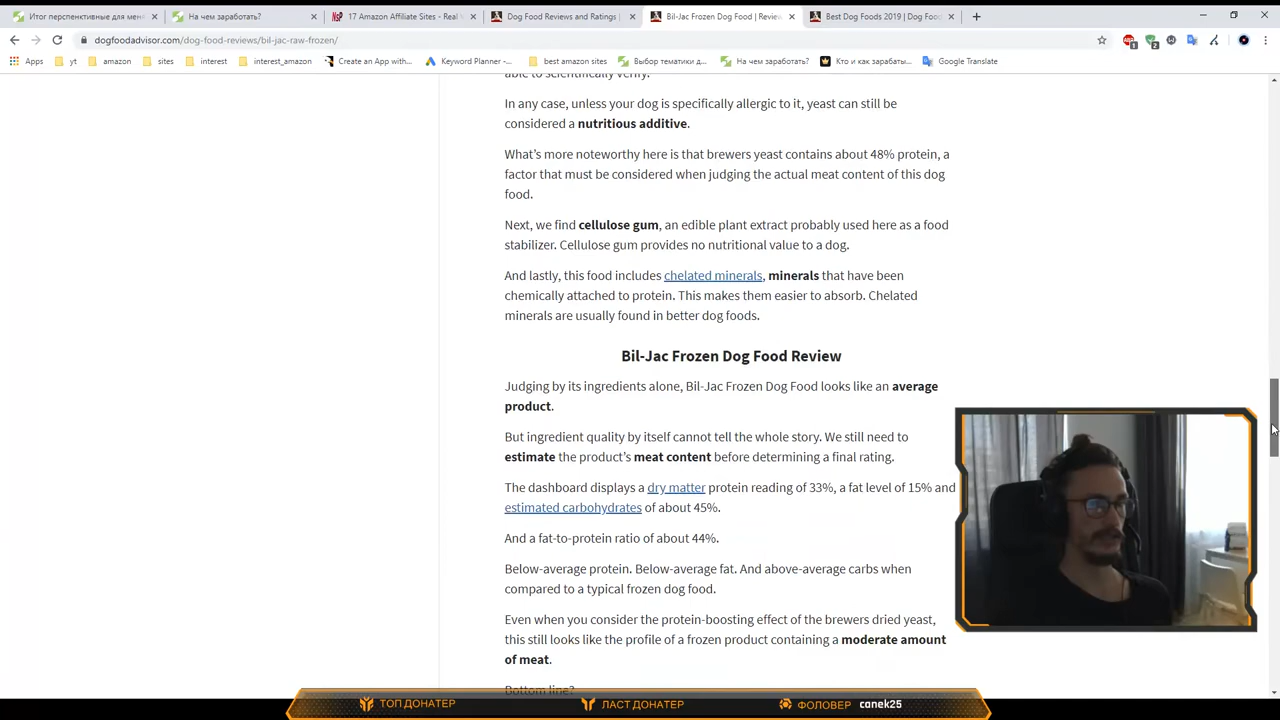 Итог перспенктивные для мен
На чем заработать?
17 Amazon Affiliate Sites - Real
Dog Food Reviews and Ratings |
Bil-Jac Frozen Dog Food | Review
Best Dog Foods 2019 | Dog Food
dogfoodadvisor.com/dog-food-reviews/bil-jac-raw-frozen/
Apps
yt
amazon
sites
interest
interest_amazon
Create an App with...
Keyword Planner -...
best amazon sites
Выбор тематики д...
На чем заработать?
Кто и как зарабаты...
Google Translate
able to scientifically verify.
In any case, unless your dog is specifically allergic to it, yeast can still be
considered a nutritious additive.
What's more noteworthy here is that brewers yeast contains about 48% protein, a
factor that must be considered when judging the actual meat content of this dog
food.
Next, we find cellulose gum, an edible plant extract probably used here as a food
stabilizer. Cellulose gum provides no nutritional value to a dog.
And lastly, this food includes chelated minerals, minerals that have been
chemically attached to protein. This makes them easier to absorb. Chelated
minerals are usually found in better dog foods.
Bil-Jac Frozen Dog Food Review
Judging by its ingredients alone, Bil-Jac Frozen Dog Food looks like an average
product.
But ingredient quality by itself cannot tell the whole story. We still need to
estimate the product's meat content before determining a final rating.
The dashboard displays a dry matter protein reading of 33%, a fat level of 15% and
estimated carbohydrates of about 45%.
And a fat-to-protein ratio of about 44%.
Below-average protein. Below-average fat. And above-average carbs when
compared to a typical frozen dog food.
Even when you consider the protein-boosting effect of the brewers dried yeast,
this still looks like the profile of a frozen product containing a moderate amount
of meat.
Bottom line?
ТОП ДОНАТЕР
ЛАСТ ДОНАТЕР
ФОЛОВЕР canek25